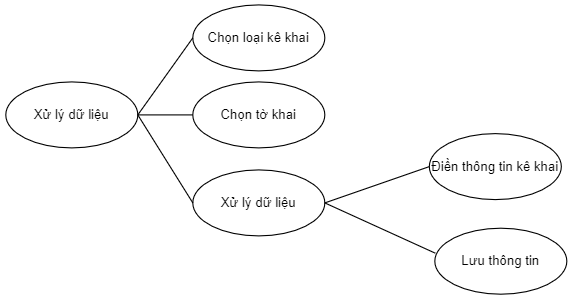 Chọn loại kê khai
Xử lý dữ liệu
Chọn tờ khai
Điền thông tin kê khai
Xử lý dữ liệu
Lưu thông tin